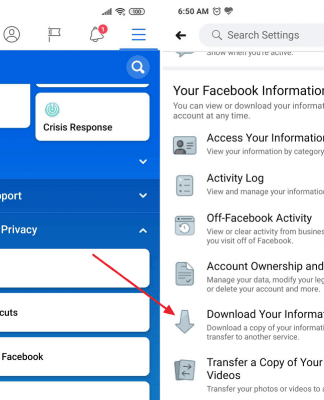 100
1
Crisis Response
pport
Privacy
cuts
Facebook
6:50 AM
Search Settings
Show when you're active.
Your Facebook Information
You can view or download your informat
account at any time.
Access Your Information
View your information by category
Activity Log
View and manage your information
Off-Facebook Activity
View or clear activity from busines
you visit off of Facebook.
Account Ownership and
Manage your data, modify your leg
or delete your account and more.
Download Your Informat
Download a copy of your informati
transfer to another service.
Transfer a Copy of Your
Videos
Transfer your photos or videos to a